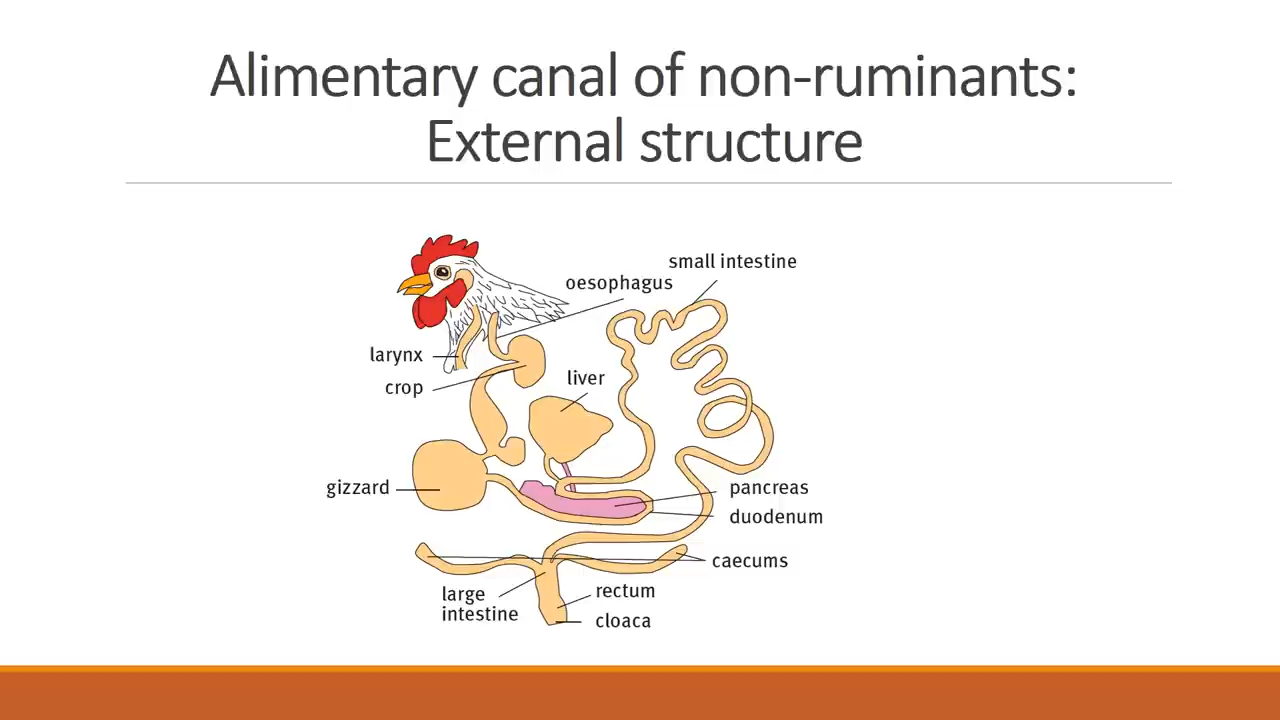 Alimentary canal of non-ruminants:
External structure
small intestine
oesophagus
larynx
crop
liver
gizzard
pancreas
duodenum
caecums
large
intestine
rectum
cloaca